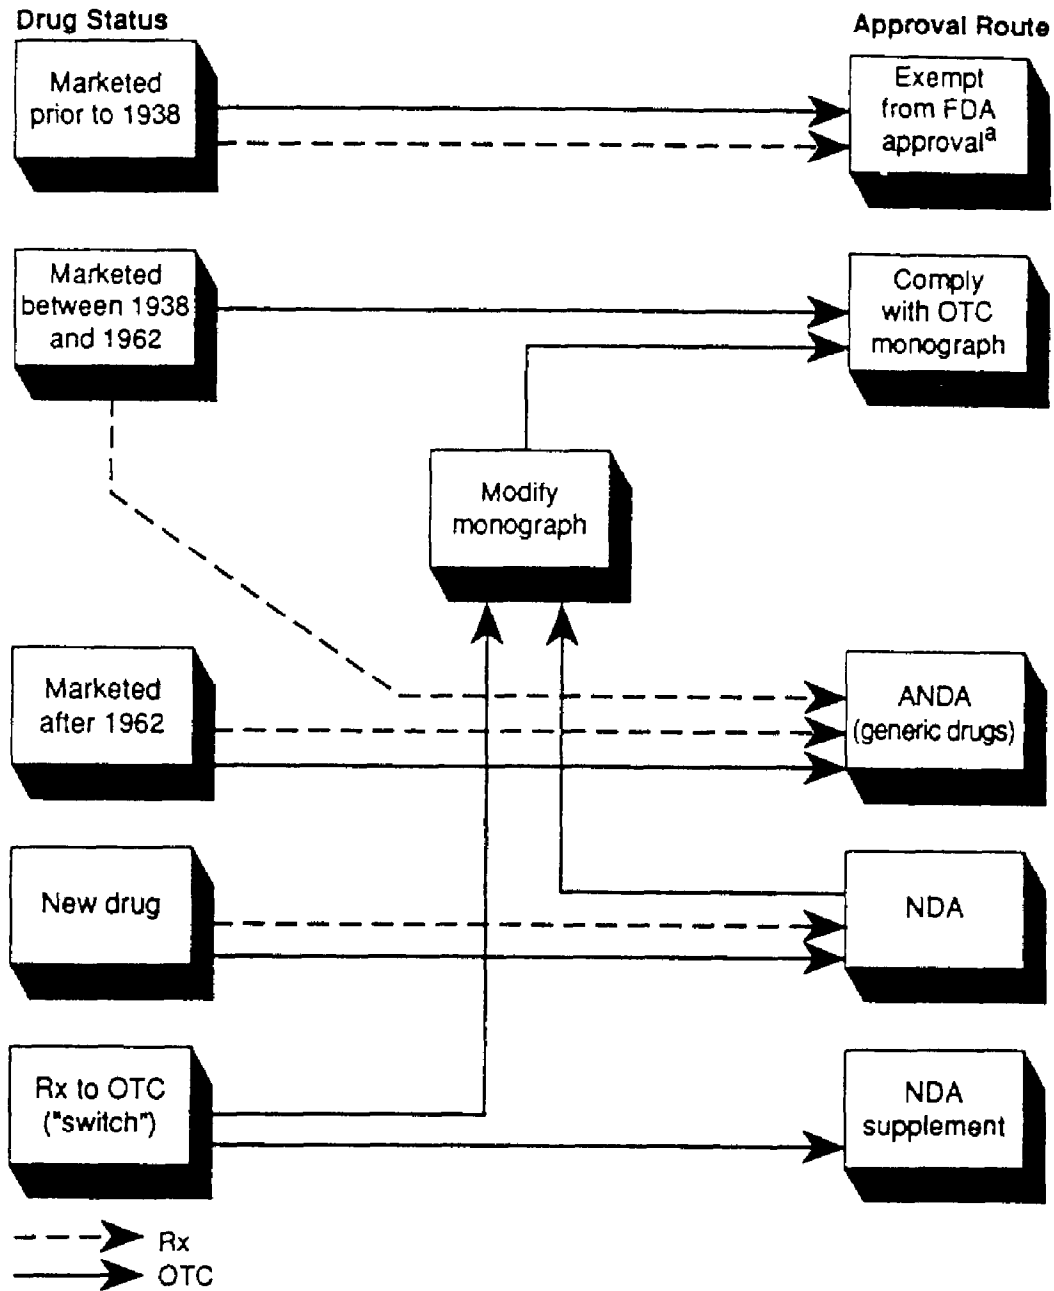 Drug Status
Approval Route
Marketed
prior to 1938
Exempt
from FDA
approvalª
Marketed
between 1938
and 1962
Comply
with OTC
monograph
Modify
monograph
Marketed
after 1962
ANDA
(generic drugs)
New drug
NDA
Rx to OTC
("switch")
NDA
supplement
Rx
OTC